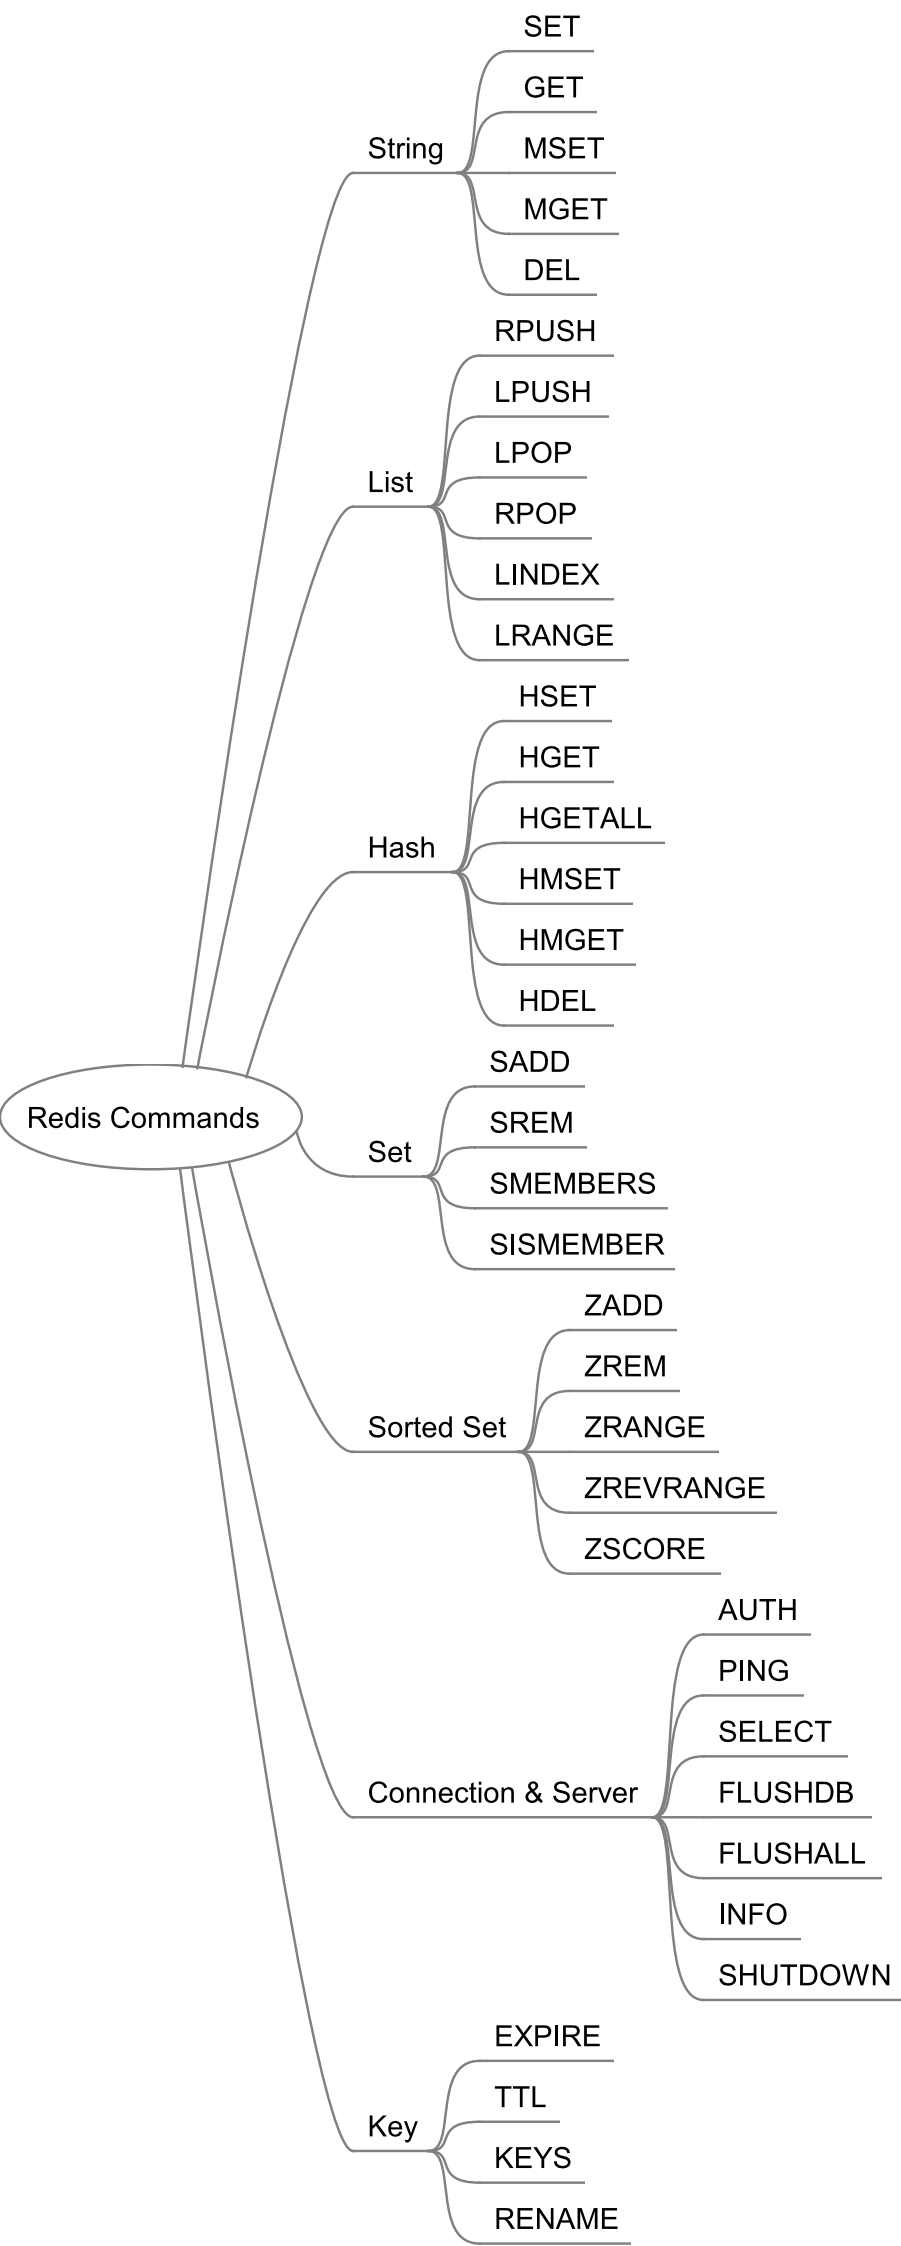 Redis Commands
String
SET
GET
MSET
MGET
DEL
List
RPUSH
LPUSH
LPOP
RPOP
LINDEX
LRANGE
Hash
HSET
HGET
HGETALL
HMSET
HMGET
HDEL
Set
SADD
SREM
SMEMBERS
SISMEMBER
Sorted Set
ZADD
ZREM
ZRANGE
ZREVRANGE
ZSCORE
Connection & Server
AUTH
PING
SELECT
FLUSHDB
FLUSHALL
INFO
SHUTDOWN
Key
EXPIRE
TTL
KEYS
RENAME